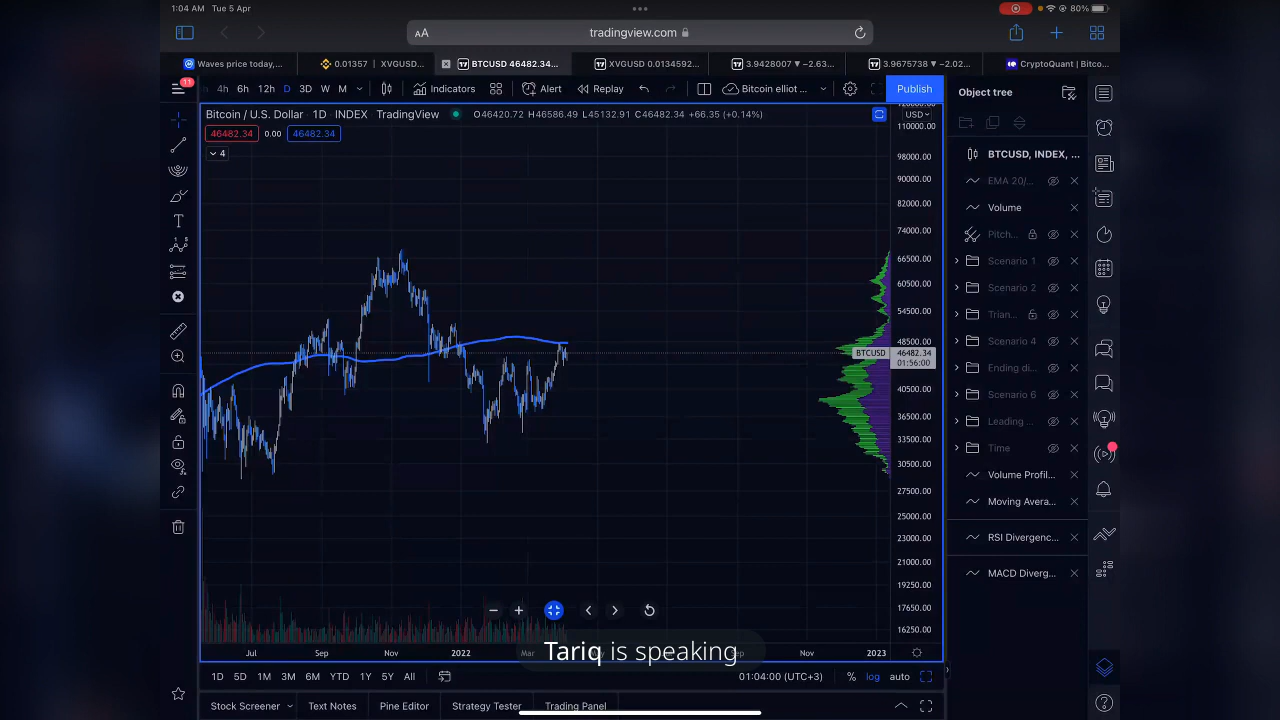 1:04 AM Tue 5 Apr
80%
AA
tradingview.com
Waves price today,...
0.01357 | XVGUSD...
BTCUSD 46482.34...
XVGUSD 0.0134592...
3.9428007 ▼ −2.63...
3.9675738 ▼ −2.02...
CryptoQuant | Bitco...
11
4h 6h 12h D 3D W M
Indicators
Alert
Replay
Bitcoin elliot ...
Publish
Object tree
Bitcoin / U.S. Dollar · 1D · INDEX · TradingView
O46420.72 H46586.49 L45132.91 C46482.34 +66.35 (+0.14%)
USD
46482.34 0.00 46482.34
4
120000.00
110000.00
98000.00
90000.00
82000.00
74000.00
66500.00
60500.00
54500.00
48500.00
BTCUSD 46482.34
01:56:00
40500.00
36500.00
33500.00
30500.00
27500.00
25000.00
23000.00
21000.00
19250.00
17650.00
16250.00
BTCUSD, INDEX, ...
EMA 20/...
Volume
Pitch...
Scenario 1
Scenario 2
Trian...
Scenario 4
Ending di...
Scenario 6
Leading ...
Time
Volume Profil...
Moving Avera...
RSI Divergenc...
MACD Diverg...
Jul Sep Nov 2022 Mar Nov 2023
Tariq is speaking
1D 5D 1M 3M 6M YTD 1Y 5Y All
01:04:00 (UTC+3)
% log auto
Stock Screener
Text Notes
Pine Editor
Strategy Tester
Trading Panel